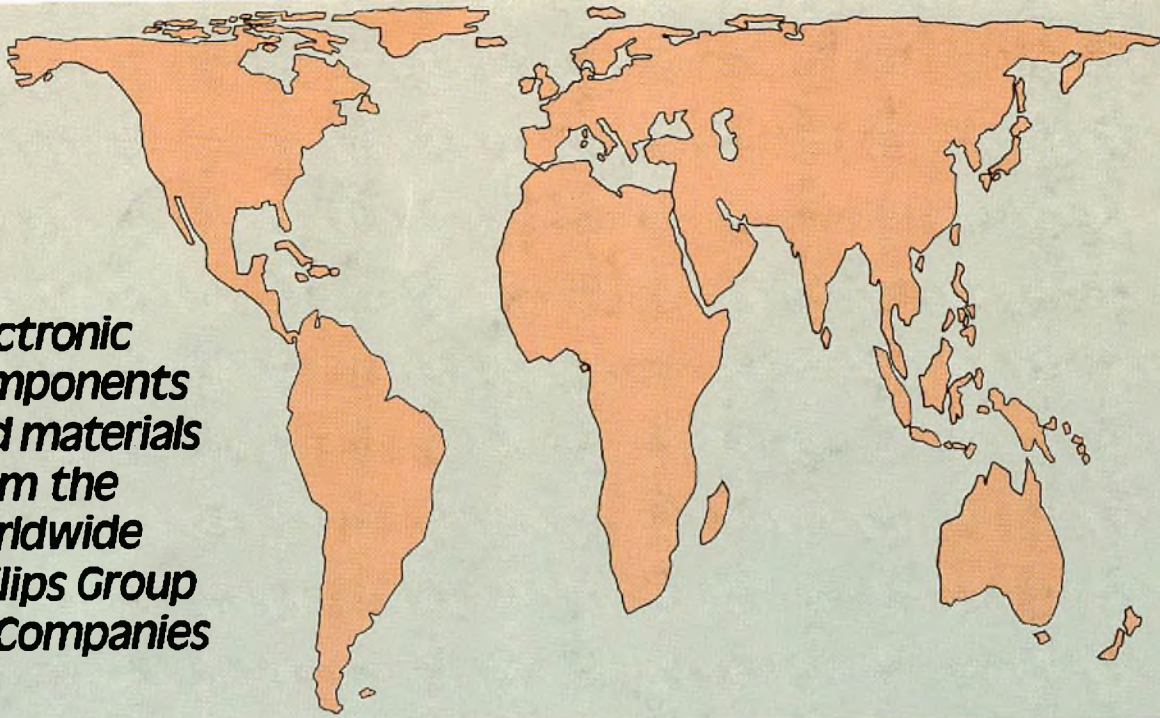 ctronic
mponents
d materials
m the
rldwide
lips Group
Companies